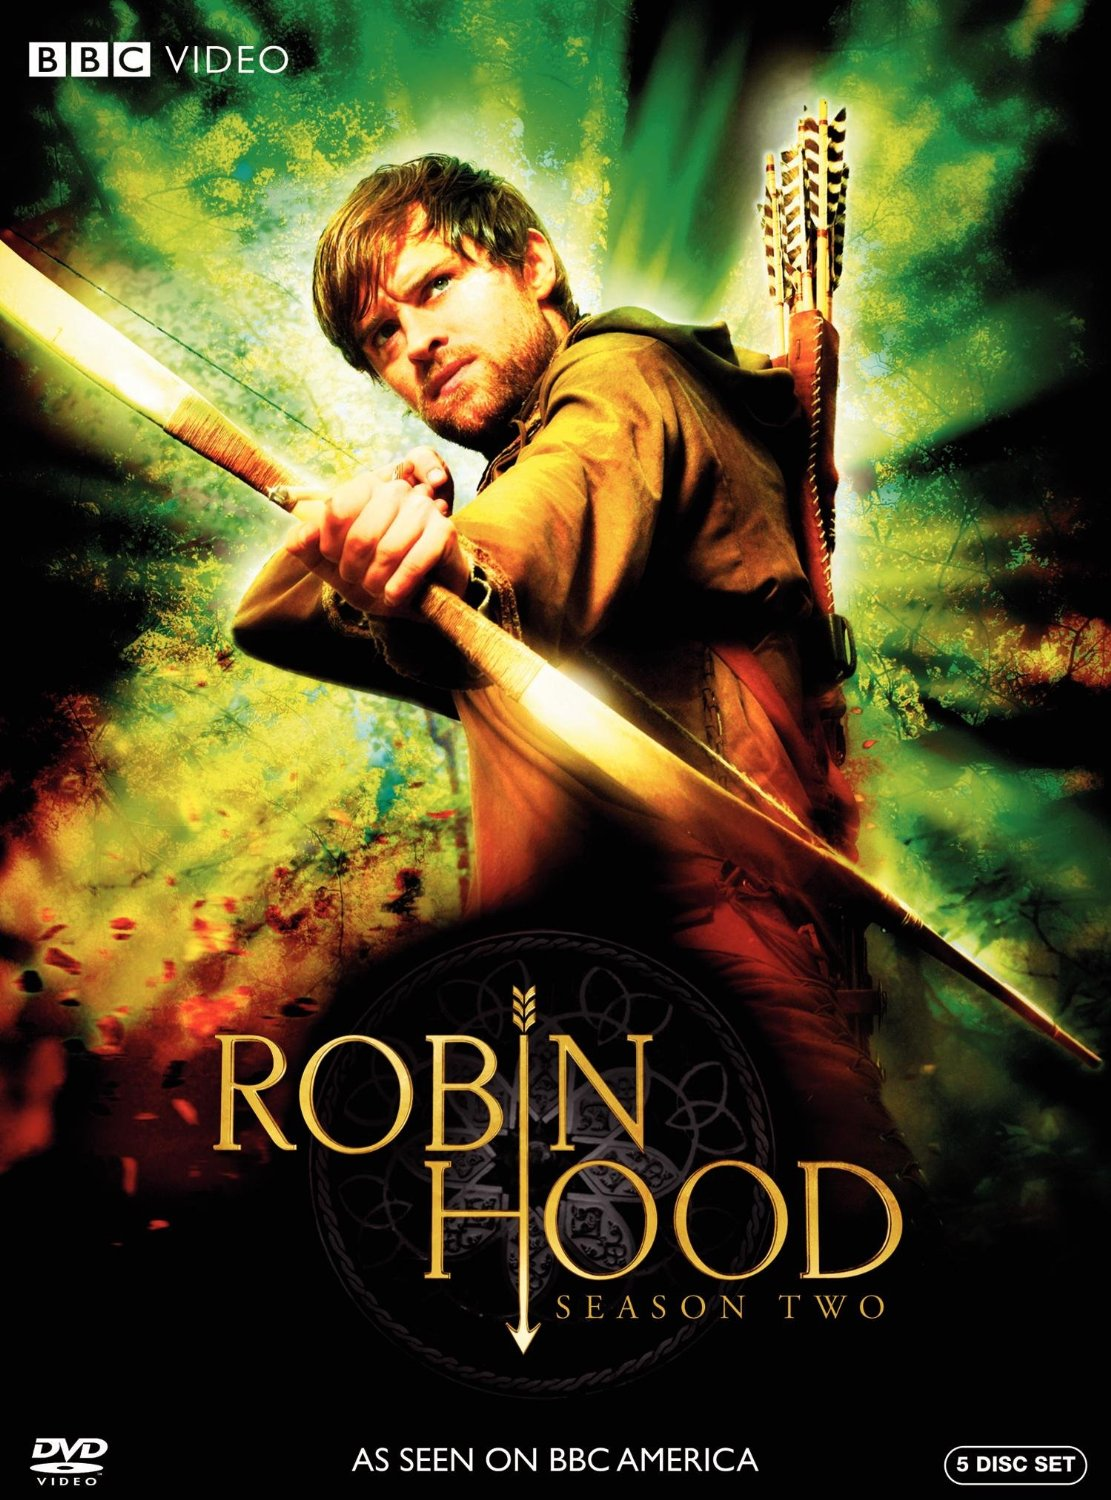 BBC VIDEO
ROBIN
HOOD
SEASON TWO
DVD
VIDEO
AS SEEN ON BBC AMERICA
5 DISC SET